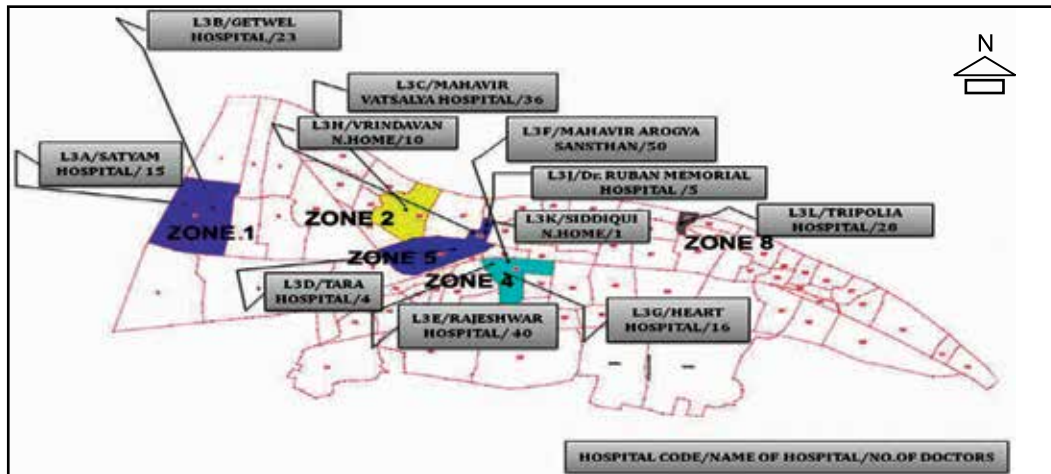 L3B/GETWEL
HOSPITAL/23
N
L3C/MAHAVIR
VATSALYA HOSPITAL/36
L3H/VRINDAVAN
N.HOME/10
L3F/MAHAVIR AROGYA
SANSTHAN/50
L3A/SATYAM
HOSPITAL/ 15
L3J/Dr. RUBAN MEMORIAL
HOSPITAL /5
L3K/SIDDIQUI
N.HOME/1
L3L/TRIPOLIA
HOSPITAL/28
ZONE 1
ZONE 2
ZONE 8
ZONE 5
ZONE 4
L3D/TARA
HOSPITAL/4
L3E/RAJESHWAR
HOSPITAL/ 40
L3G/HEART
HOSPITAL/16
HOSPITAL CODE/NAME OF HOSPITAL/NO.OF DOCTORS